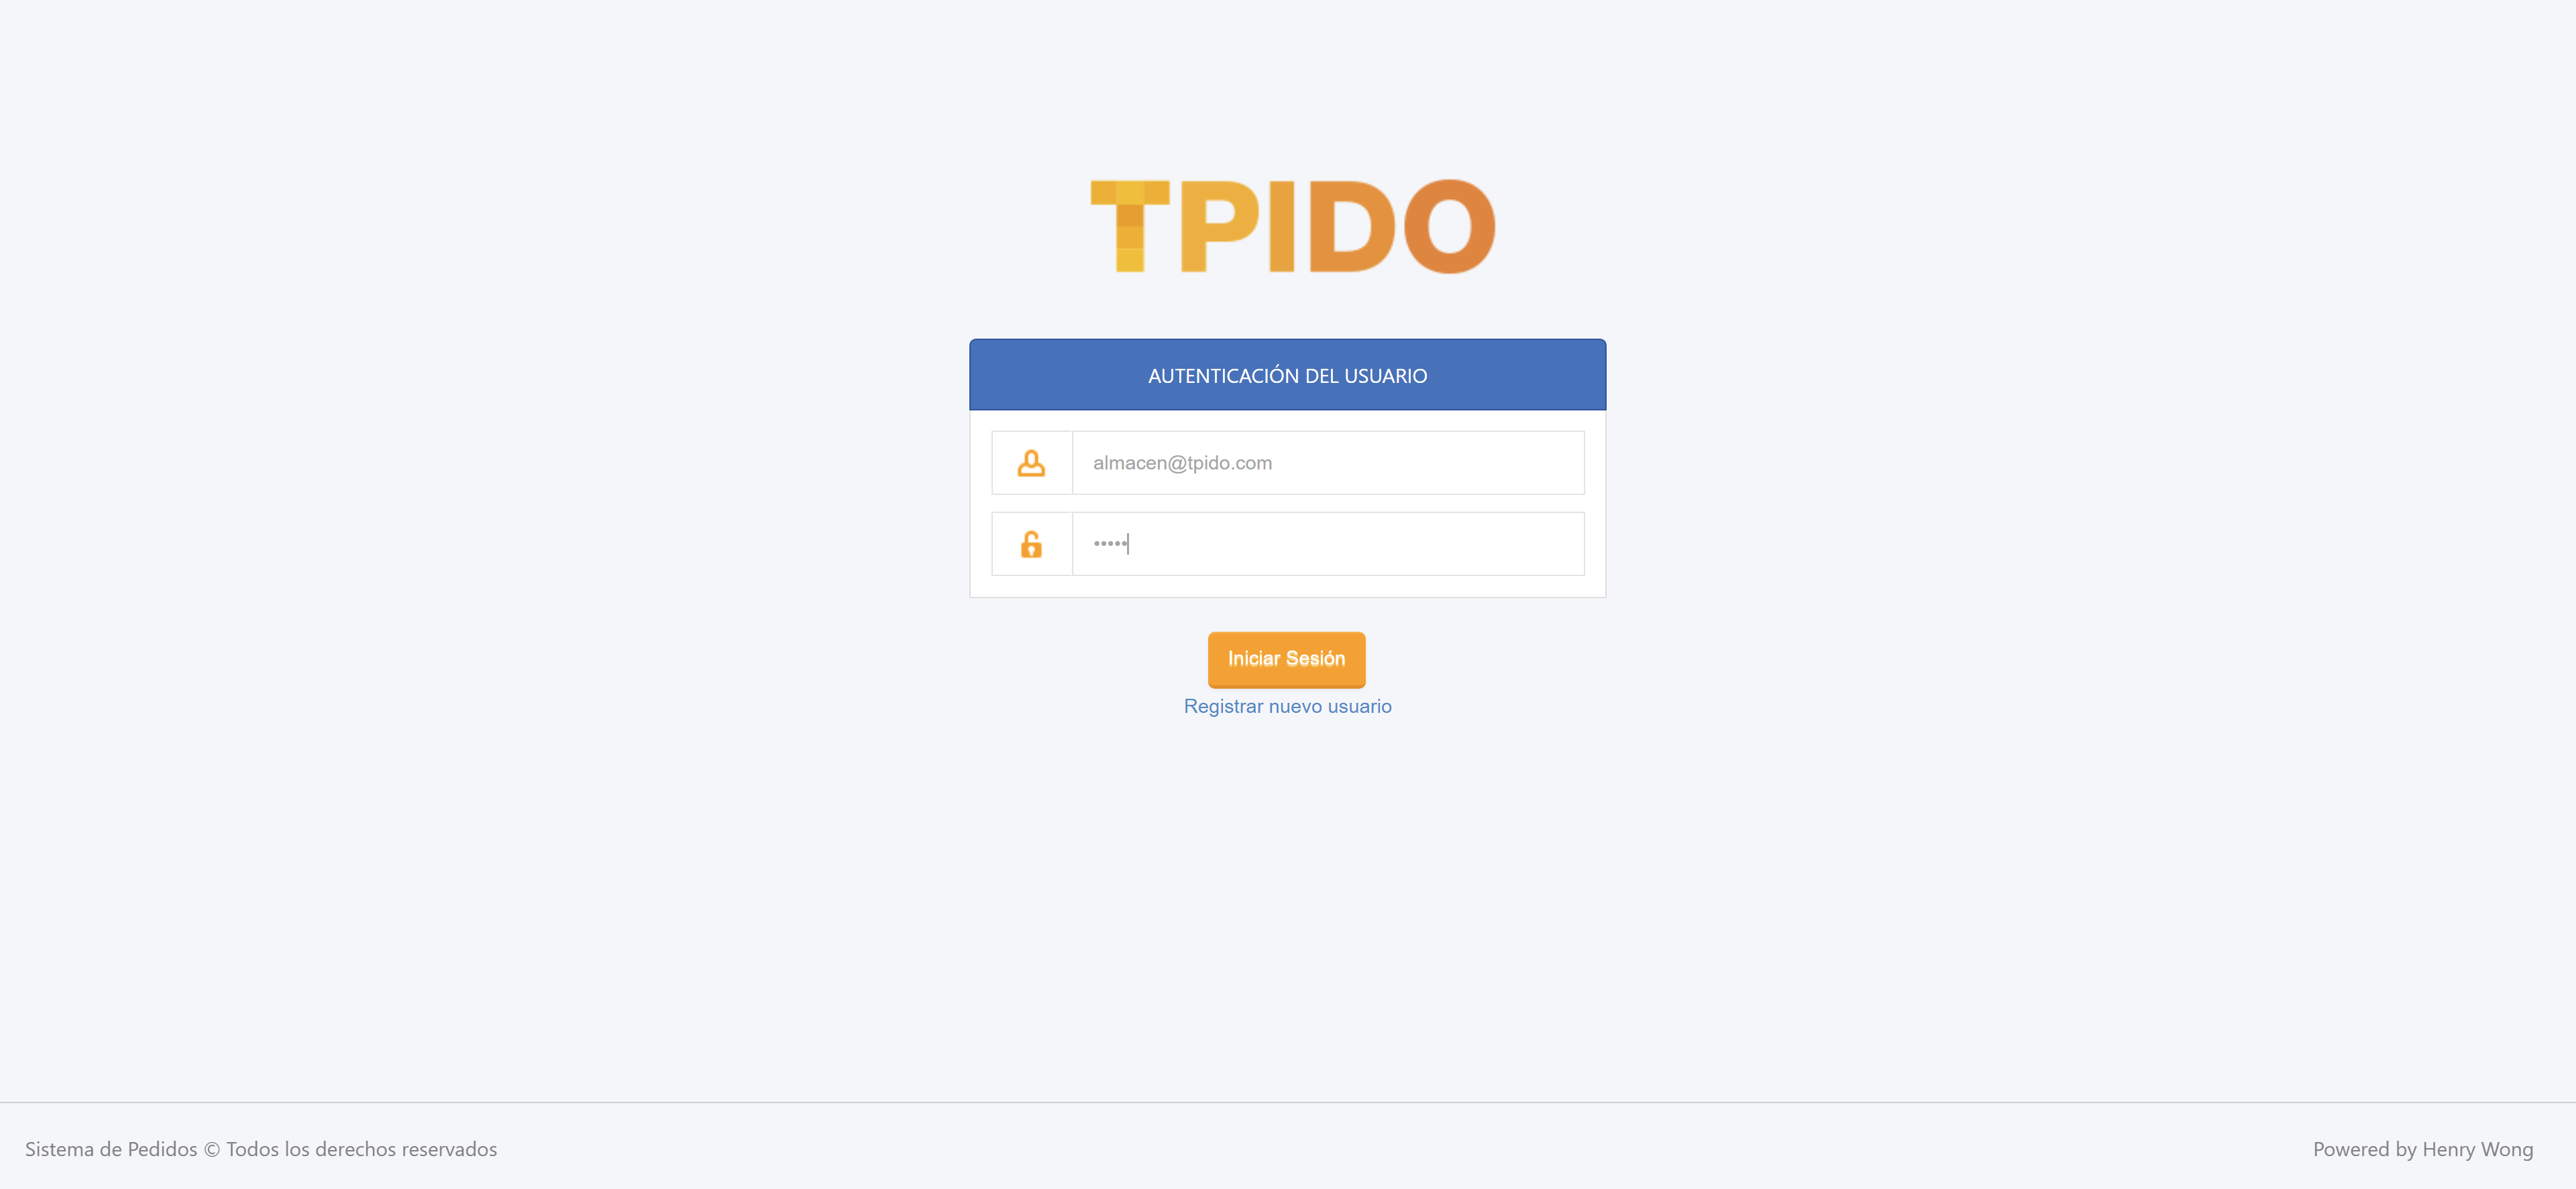 TPIDO
AUTENTICACIÓN DEL USUARIO
almacen@tpido.com
•••••
Iniciar Sesión
Registrar nuevo usuario
Sistema de Pedidos © Todos los derechos reservados
Powered by Henry Wong